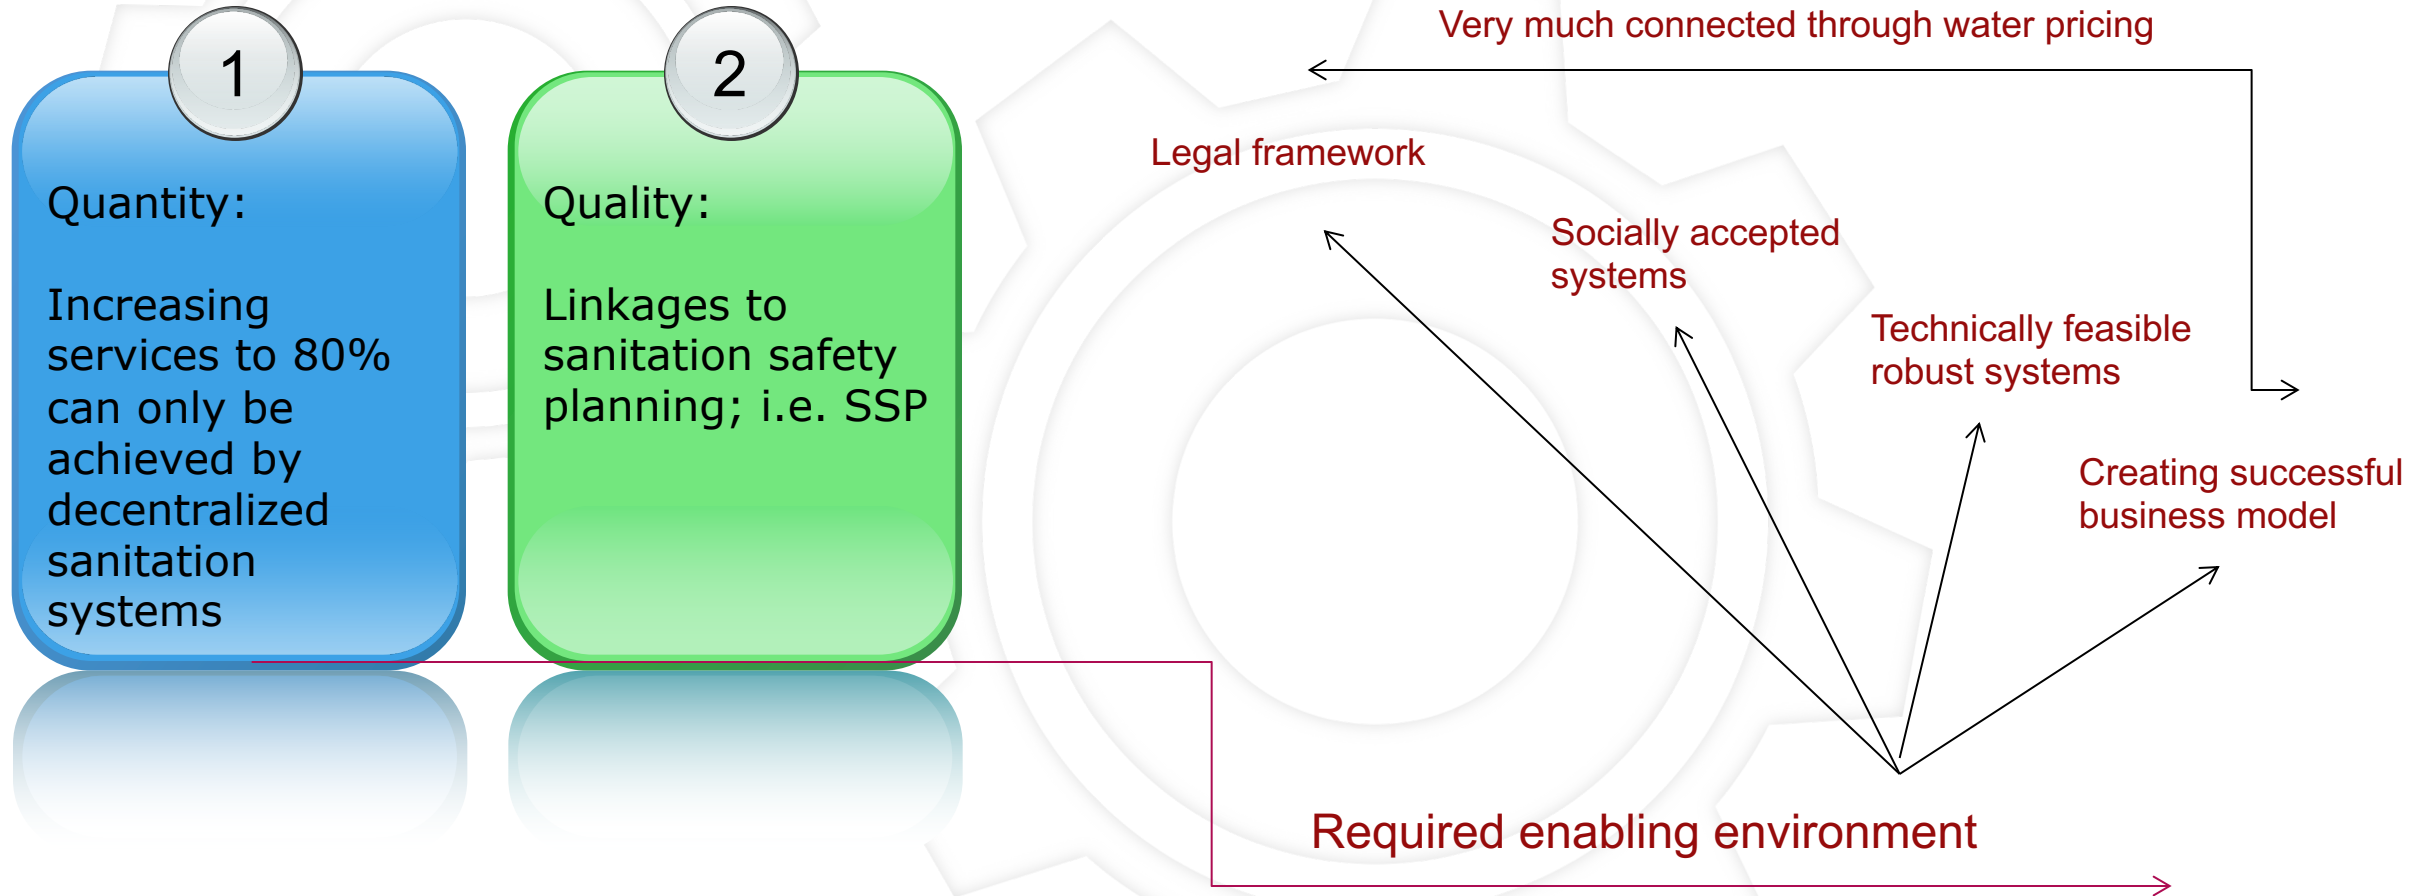 1
Quantity:
Increasing
services to 80%
can only be
achieved by
decentralized
sanitation
systems
2
Quality:
Linkages to
sanitation safety
planning; i.e. SSP
Very much connected through water pricing
Legal framework
Socially accepted
systems
Technically feasible
robust systems
Creating successful
business model
Required enabling environment